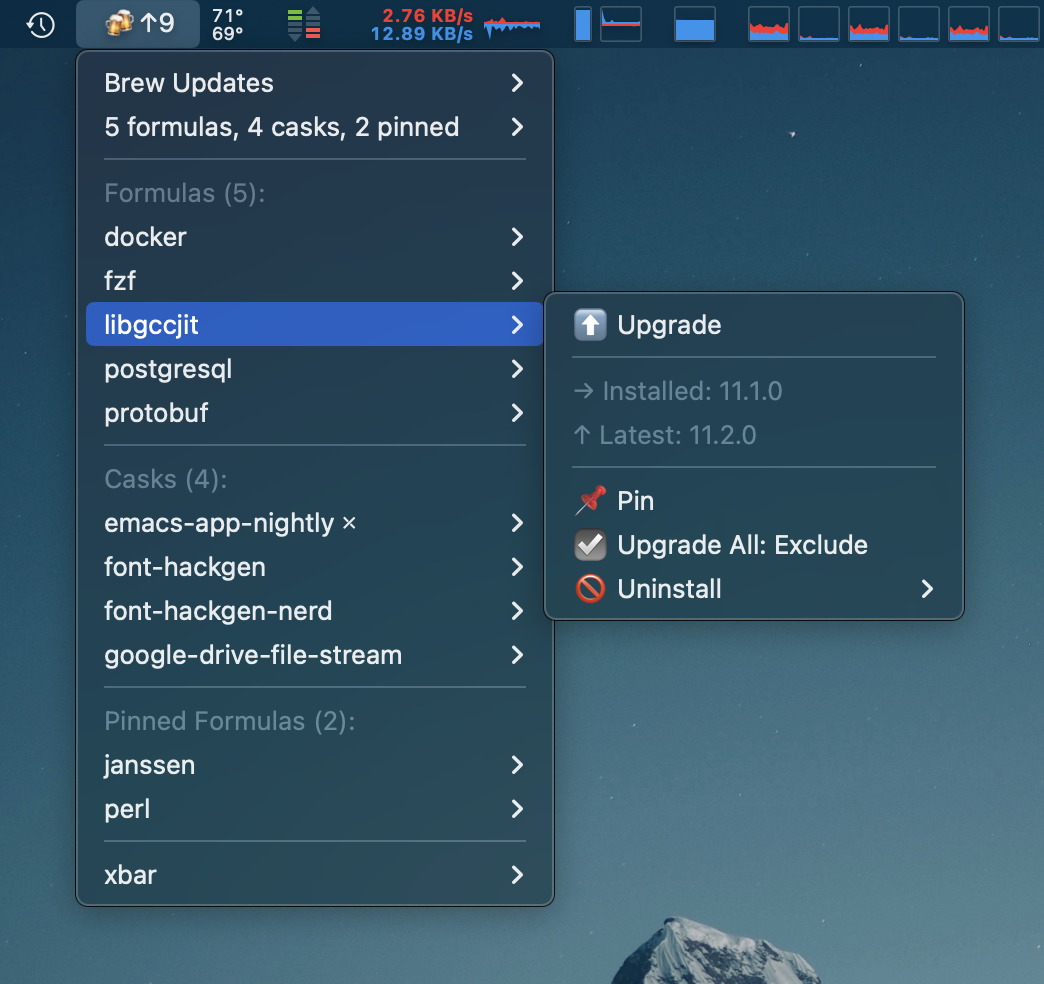 ↑9
71°
69°
2.76 KB/s
12.89 KB/s
Brew Updates
5 formulas, 4 casks, 2 pinned
Formulas (5):
docker
fzf
libgccjit
postgresql
protobuf
Casks (4):
emacs-app-nightly ×
font-hackgen
font-hackgen-nerd
google-drive-file-stream
Pinned Formulas (2):
janssen
perl
xbar
Upgrade
→ Installed: 11.1.0
↑ Latest: 11.2.0
Pin
Upgrade All: Exclude
Uninstall